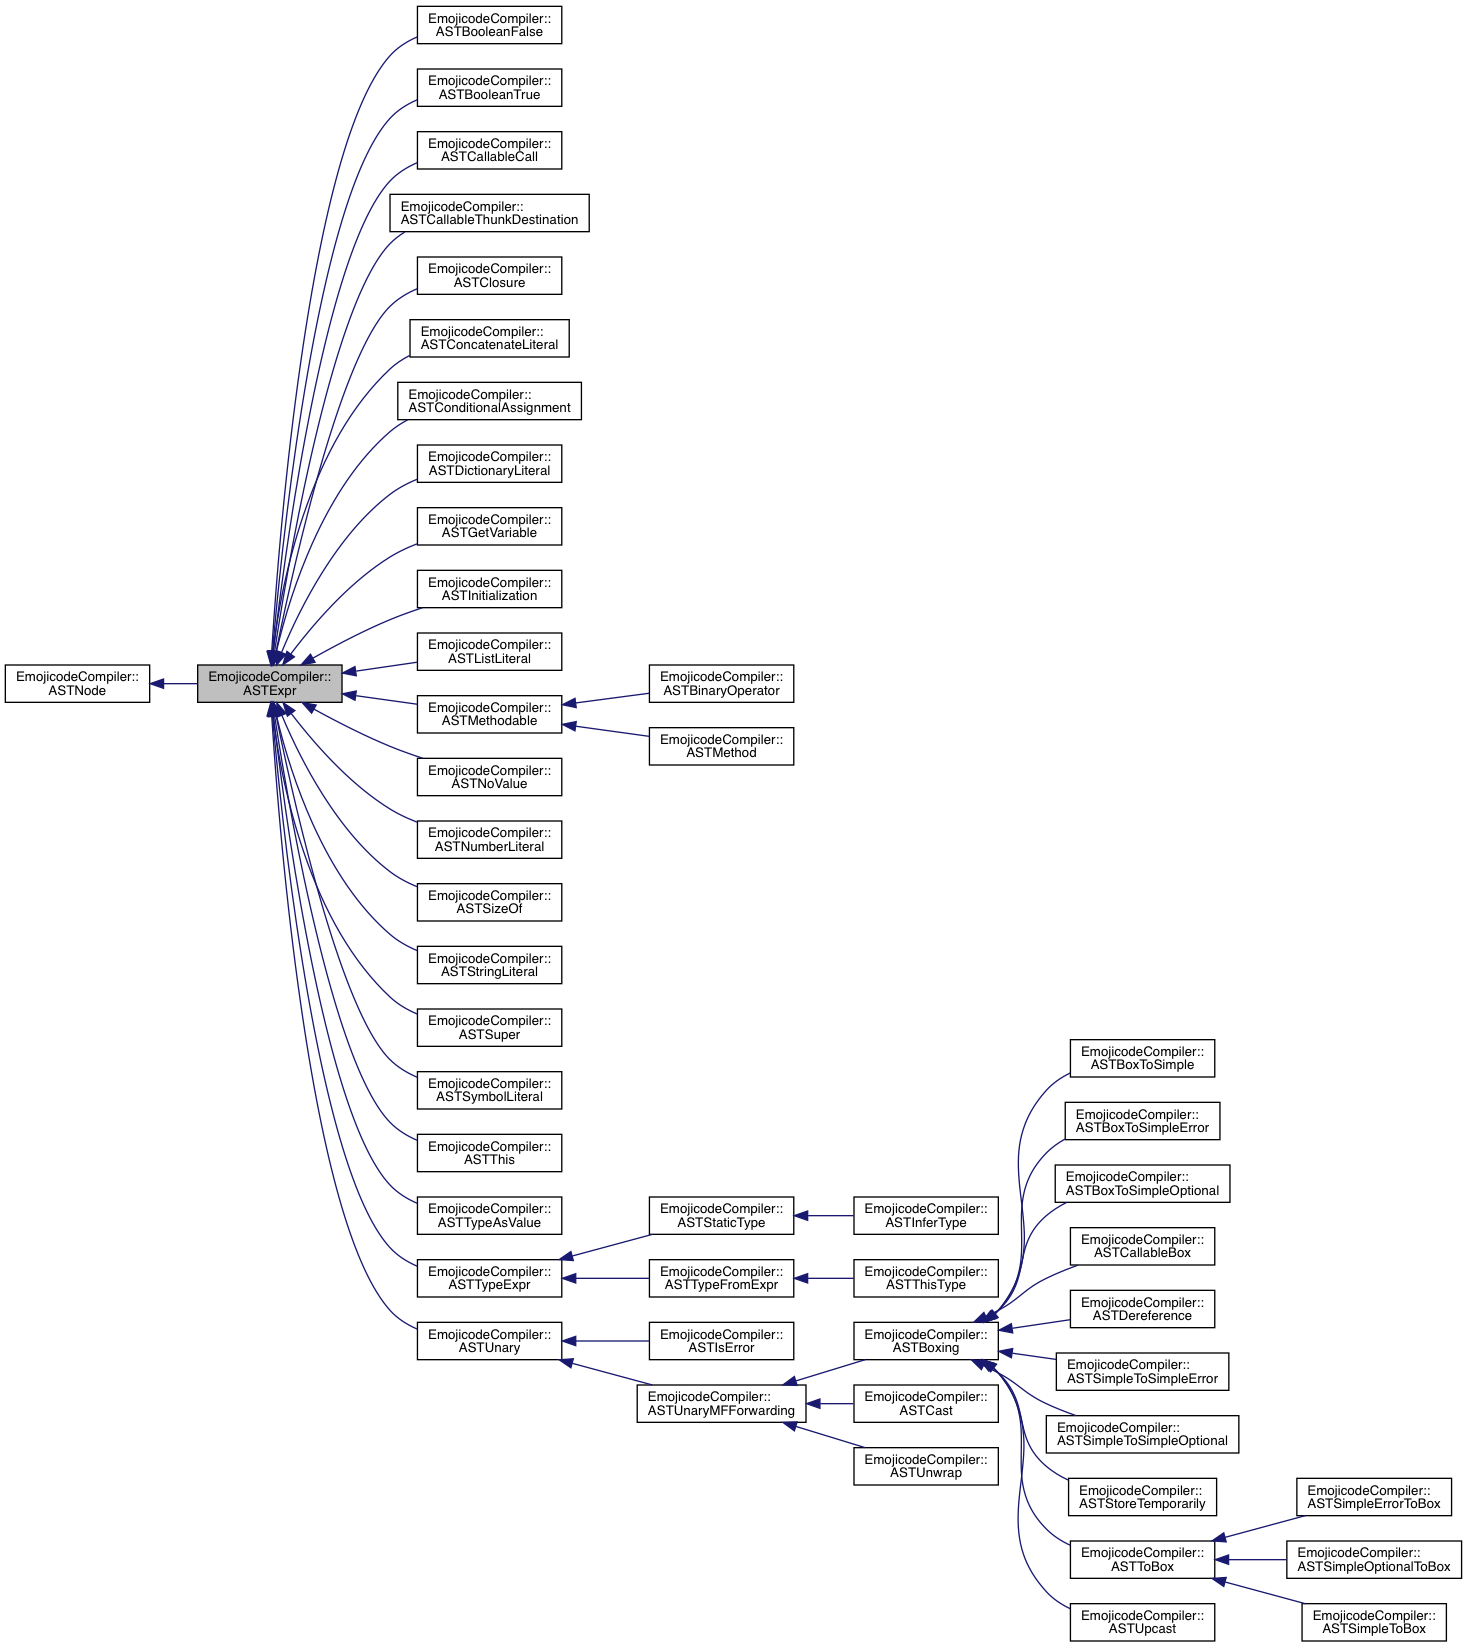 EmojicodeCompiler::
ASTBooleanFalse
EmojicodeCompiler::
ASTBooleanTrue
EmojicodeCompiler::
ASTCallableCall
EmojicodeCompiler::
ASTCallableThunkDestination
EmojicodeCompiler::
ASTClosure
EmojicodeCompiler::
ASTConcatenateLiteral
EmojicodeCompiler::
ASTConditionalAssignment
EmojicodeCompiler::
ASTDictionaryLiteral
EmojicodeCompiler::
ASTGetVariable
EmojicodeCompiler::
ASTInitialization
EmojicodeCompiler::
ASTListLiteral
EmojicodeCompiler::
ASTNode
EmojicodeCompiler::
ASTExpr
EmojicodeCompiler::
ASTMethodable
EmojicodeCompiler::
ASTBinaryOperator
EmojicodeCompiler::
ASTMethod
EmojicodeCompiler::
ASTNoValue
EmojicodeCompiler::
ASTNumberLiteral
EmojicodeCompiler::
ASTSizeOf
EmojicodeCompiler::
ASTStringLiteral
EmojicodeCompiler::
ASTSuper
EmojicodeCompiler::
ASTSymbolLiteral
EmojicodeCompiler::
ASTThis
EmojicodeCompiler::
ASTTypeAsValue
EmojicodeCompiler::
ASTTypeExpr
EmojicodeCompiler::
ASTUnary
EmojicodeCompiler::
ASTStaticType
EmojicodeCompiler::
ASTTypeFromExpr
EmojicodeCompiler::
ASTIsError
EmojicodeCompiler::
ASTUnaryMFForwarding
EmojicodeCompiler::
ASTInferType
EmojicodeCompiler::
ASTThisType
EmojicodeCompiler::
ASTBoxing
EmojicodeCompiler::
ASTCast
EmojicodeCompiler::
ASTUnwrap
EmojicodeCompiler::
ASTBoxToSimple
EmojicodeCompiler::
ASTBoxToSimpleError
EmojicodeCompiler::
ASTBoxToSimpleOptional
EmojicodeCompiler::
ASTCallableBox
EmojicodeCompiler::
ASTDereference
EmojicodeCompiler::
ASTSimpleToSimpleError
EmojicodeCompiler::
ASTSimpleToSimpleOptional
EmojicodeCompiler::
ASTStoreTemporarily
EmojicodeCompiler::
ASTToBox
EmojicodeCompiler::
ASTUpcast
EmojicodeCompiler::
ASTSimpleErrorToBox
EmojicodeCompiler::
ASTSimpleOptionalToBox
EmojicodeCompiler::
ASTSimpleToBox